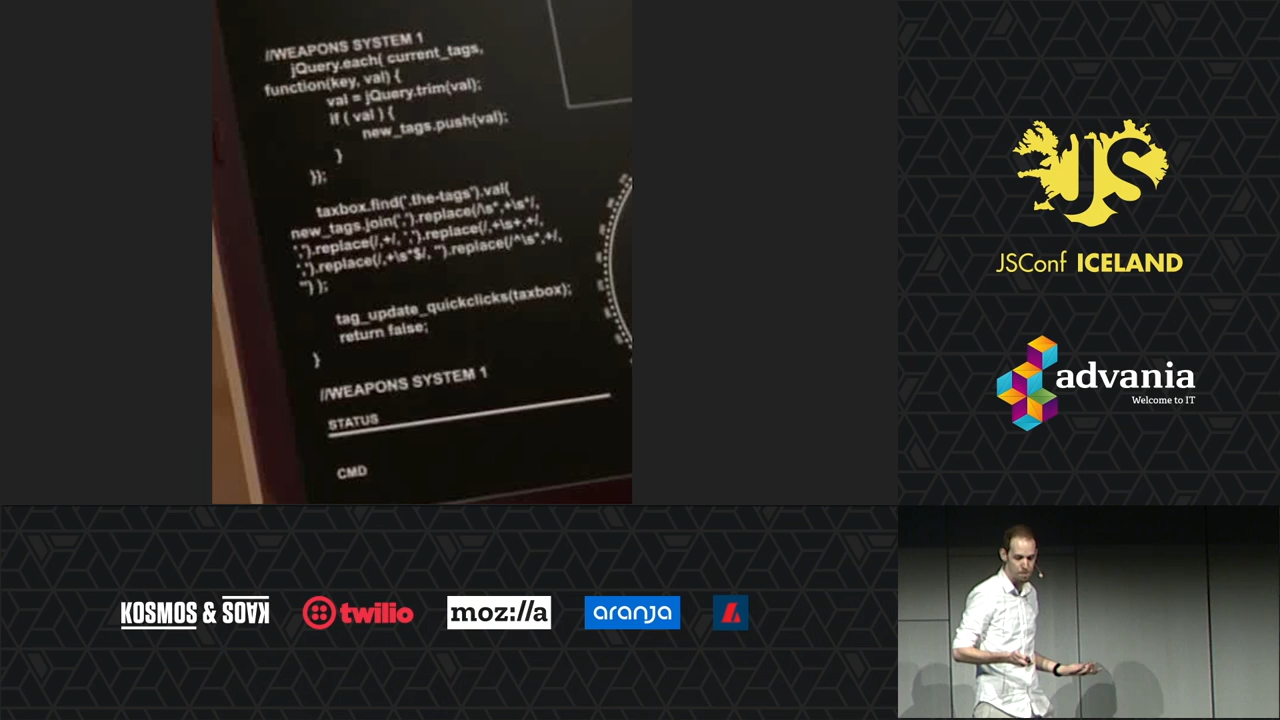 //WEAPONS SYSTEM 1
jQuery.each( current_tags,
function(key, val) {
val = jQuery.trim(val);
if ( val ) {
new_tags.push(val);
}
});
taxbox.find('.the-tags').val(
new_tags.join(',').replace(/\s*,+\s*/,
',').replace(/,+/, ',').replace(/,+\s+,+/,
',').replace(/,+\s*$/, '').replace(/^\s*,+/,
'') );
tag_update_quickclicks(taxbox);
return false;
}
//WEAPONS SYSTEM 1
STATUS
CMD
JS
JSConf ICELAND
advania
Welcome to IT
KOSMOS & KAOS
twilio
moz://a
aranja